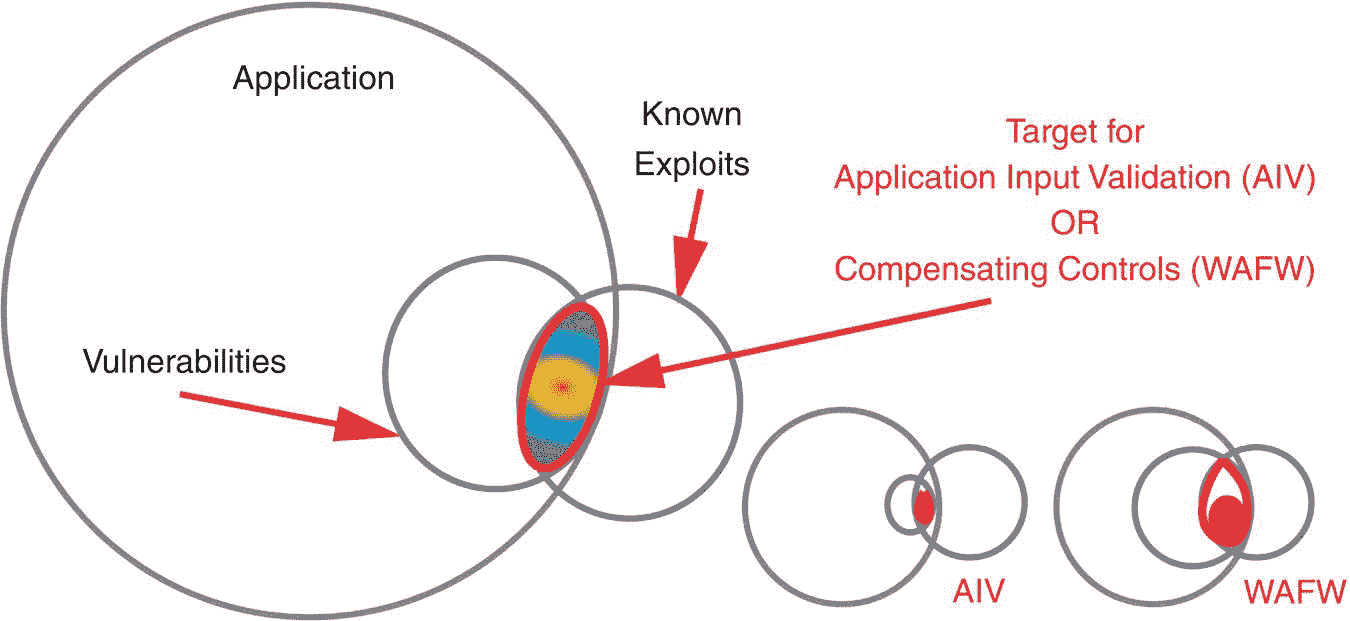 Application
Known
Exploits
Target for
Application Input Validation (AIV)
OR
Compensating Controls (WAFW)
Vulnerabilities
AIV
WAFW